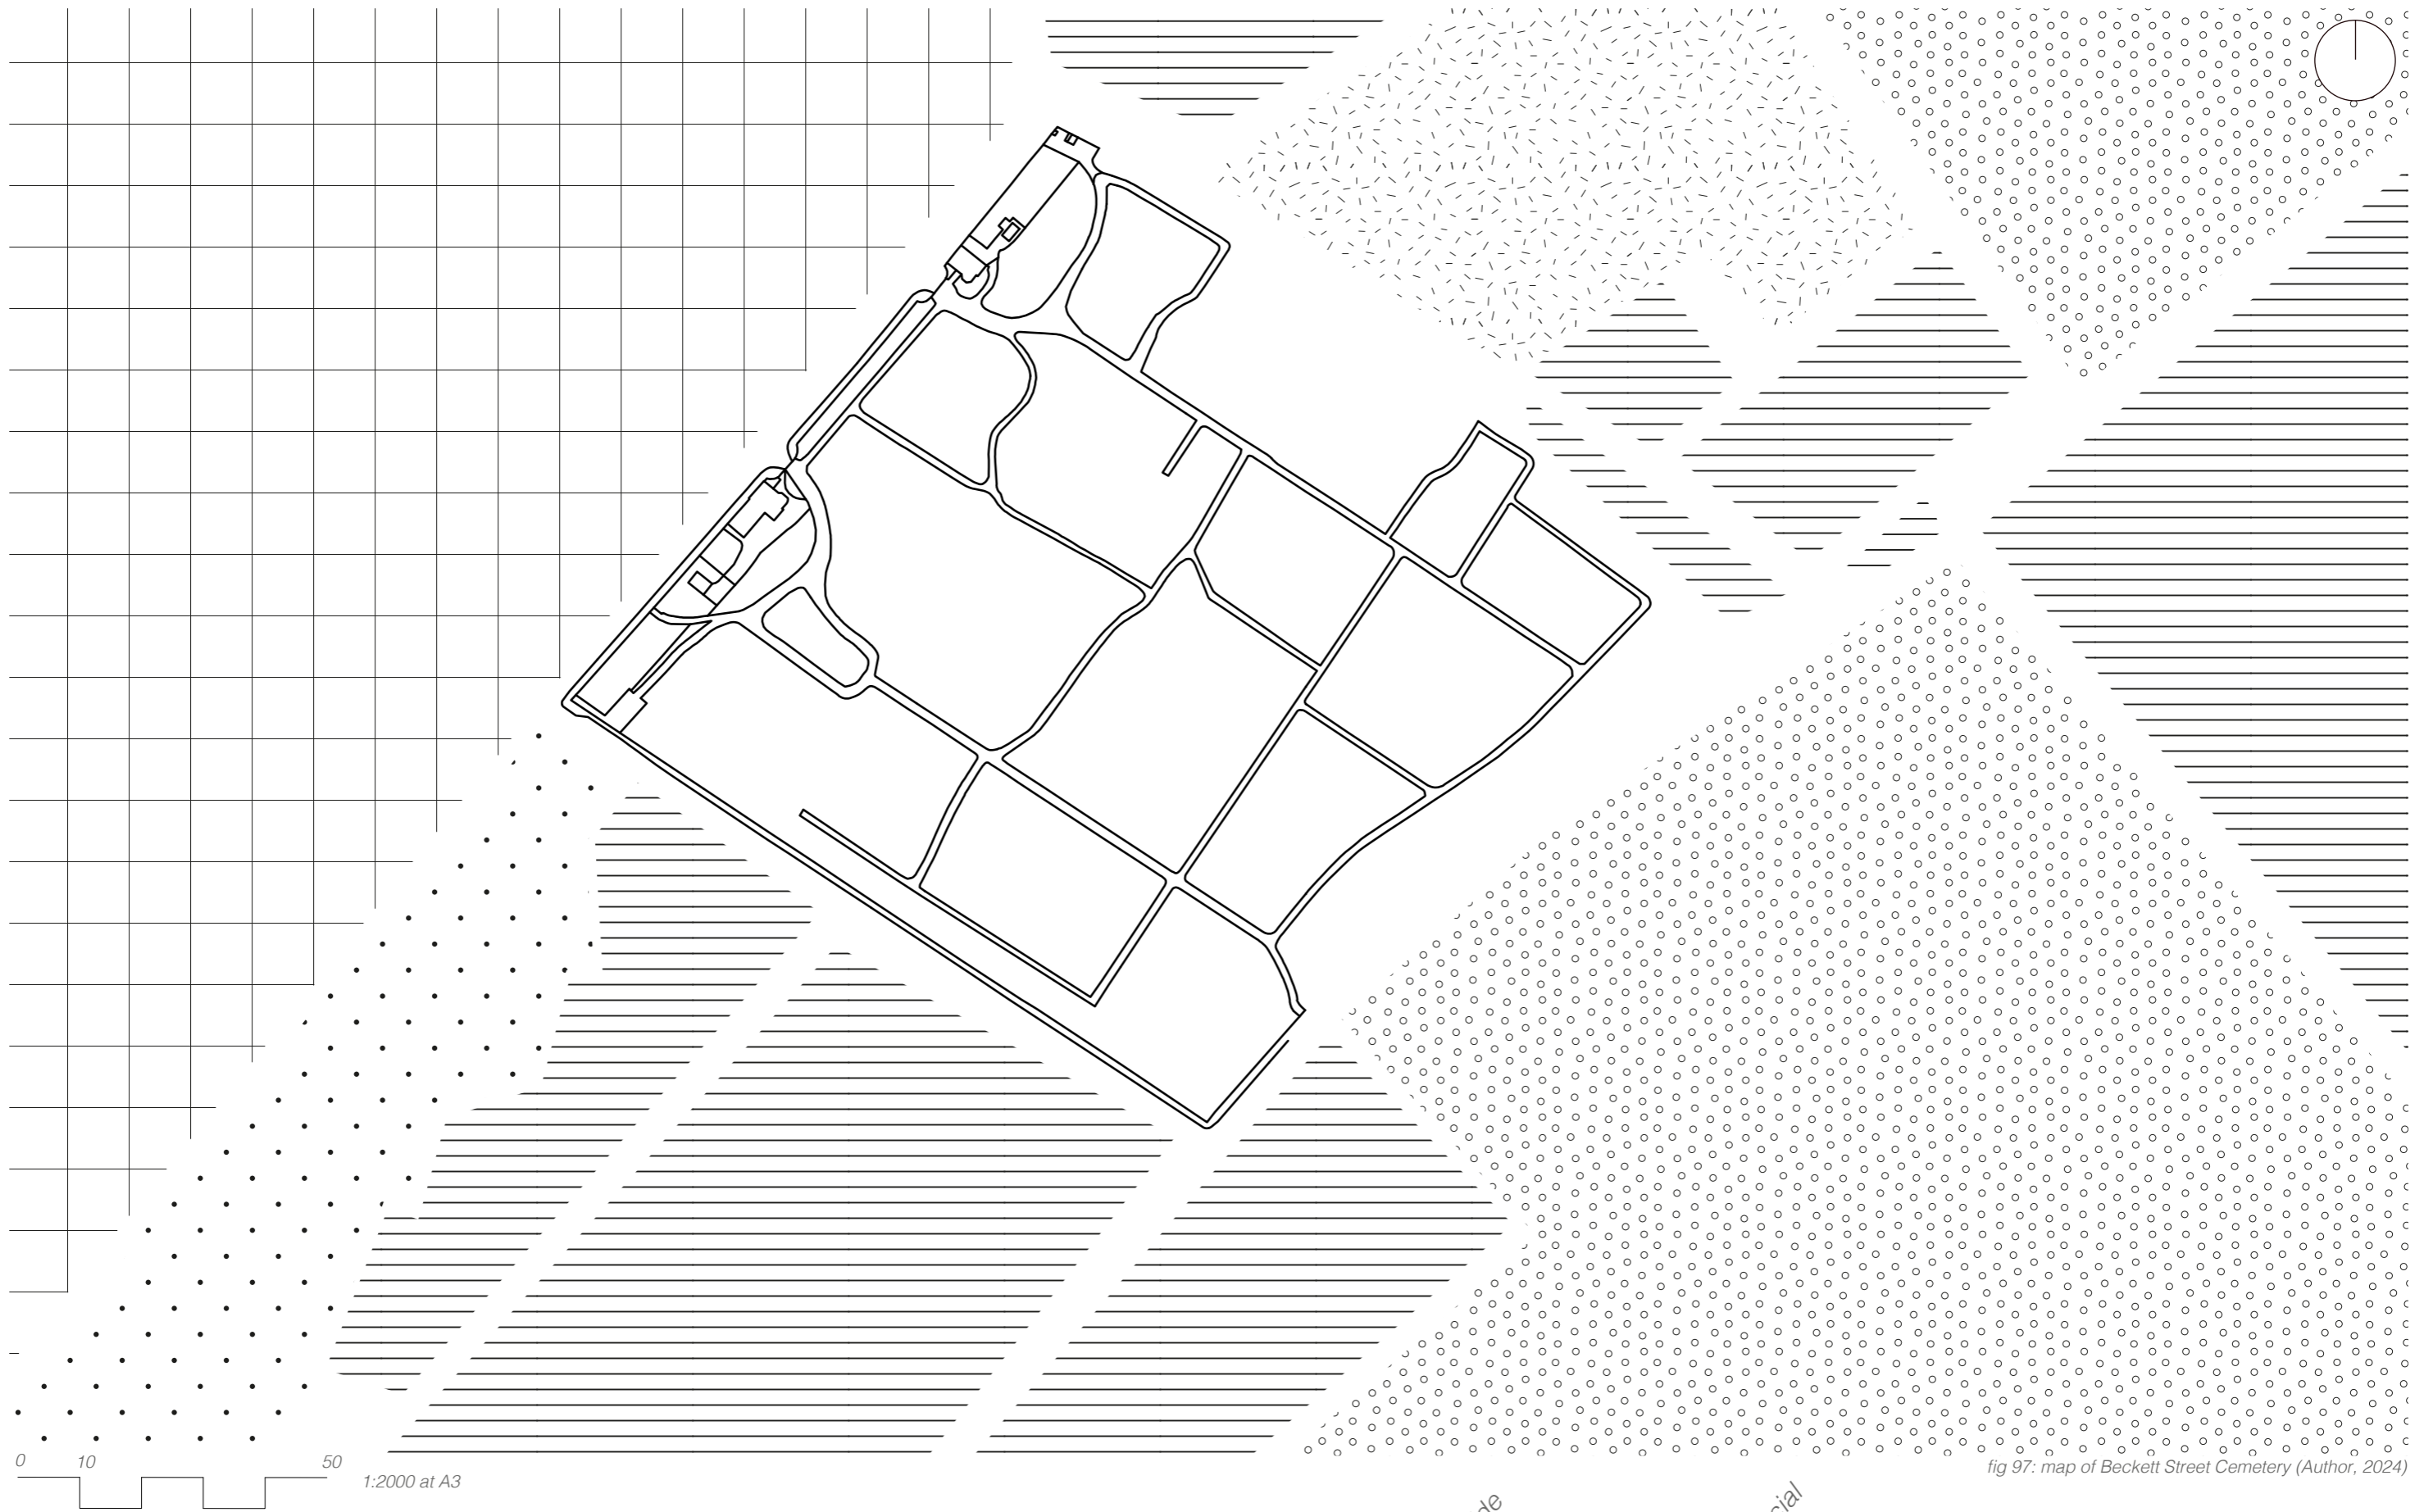 0 10 50
1:2000 at A3
fig 97: map of Beckett Street Cemetery (Author, 2024)